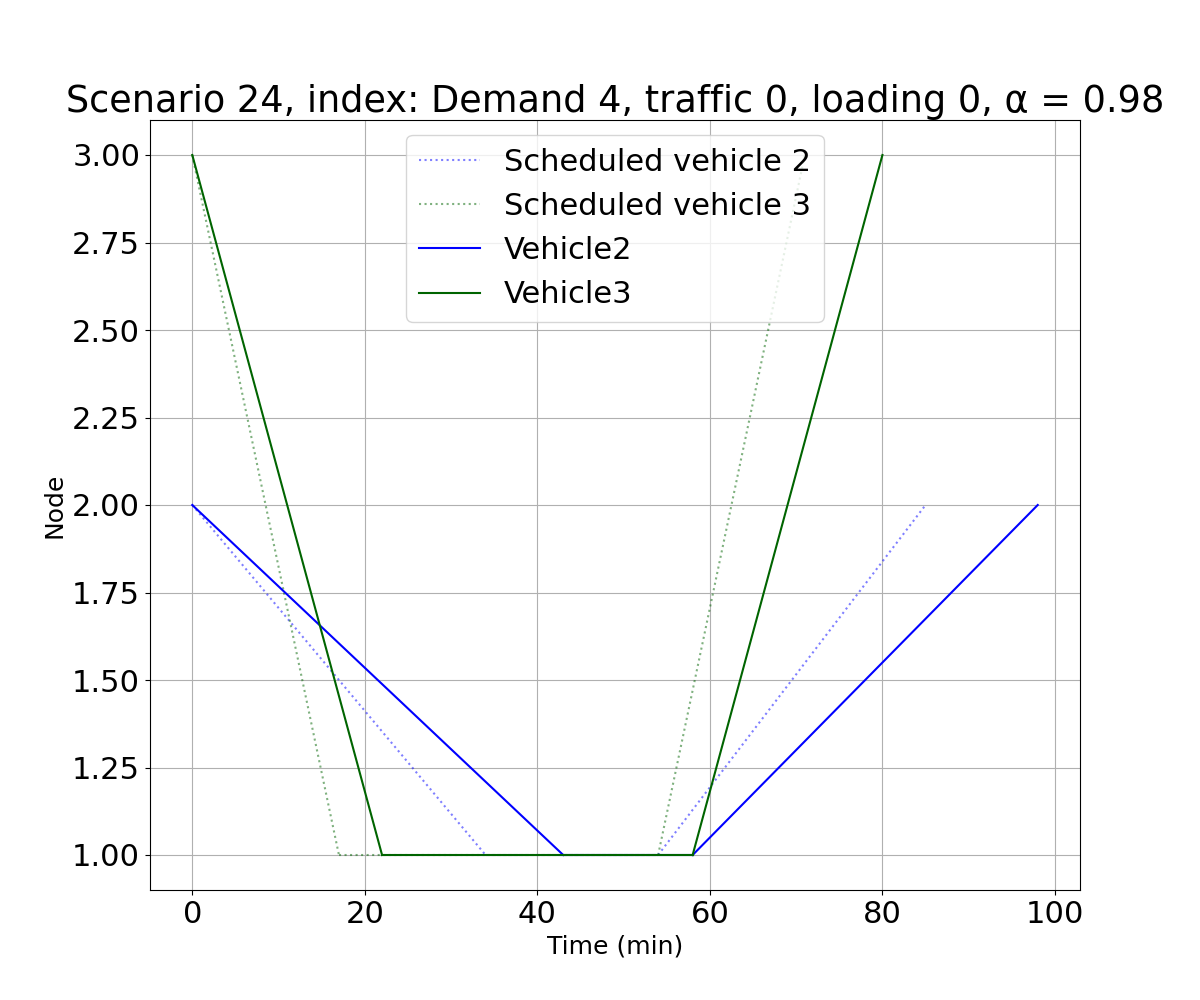 Scenario 24, index: Demand 4, traffic 0, loading 0, α = 0.98
Scheduled vehicle 2
Scheduled vehicle 3
Vehicle2
Vehicle3
3.00
2.75
2.50
2.25
2.00
1.75
1.50
1.25
1.00
Node
0 20 40 60 80 100
Time (min)